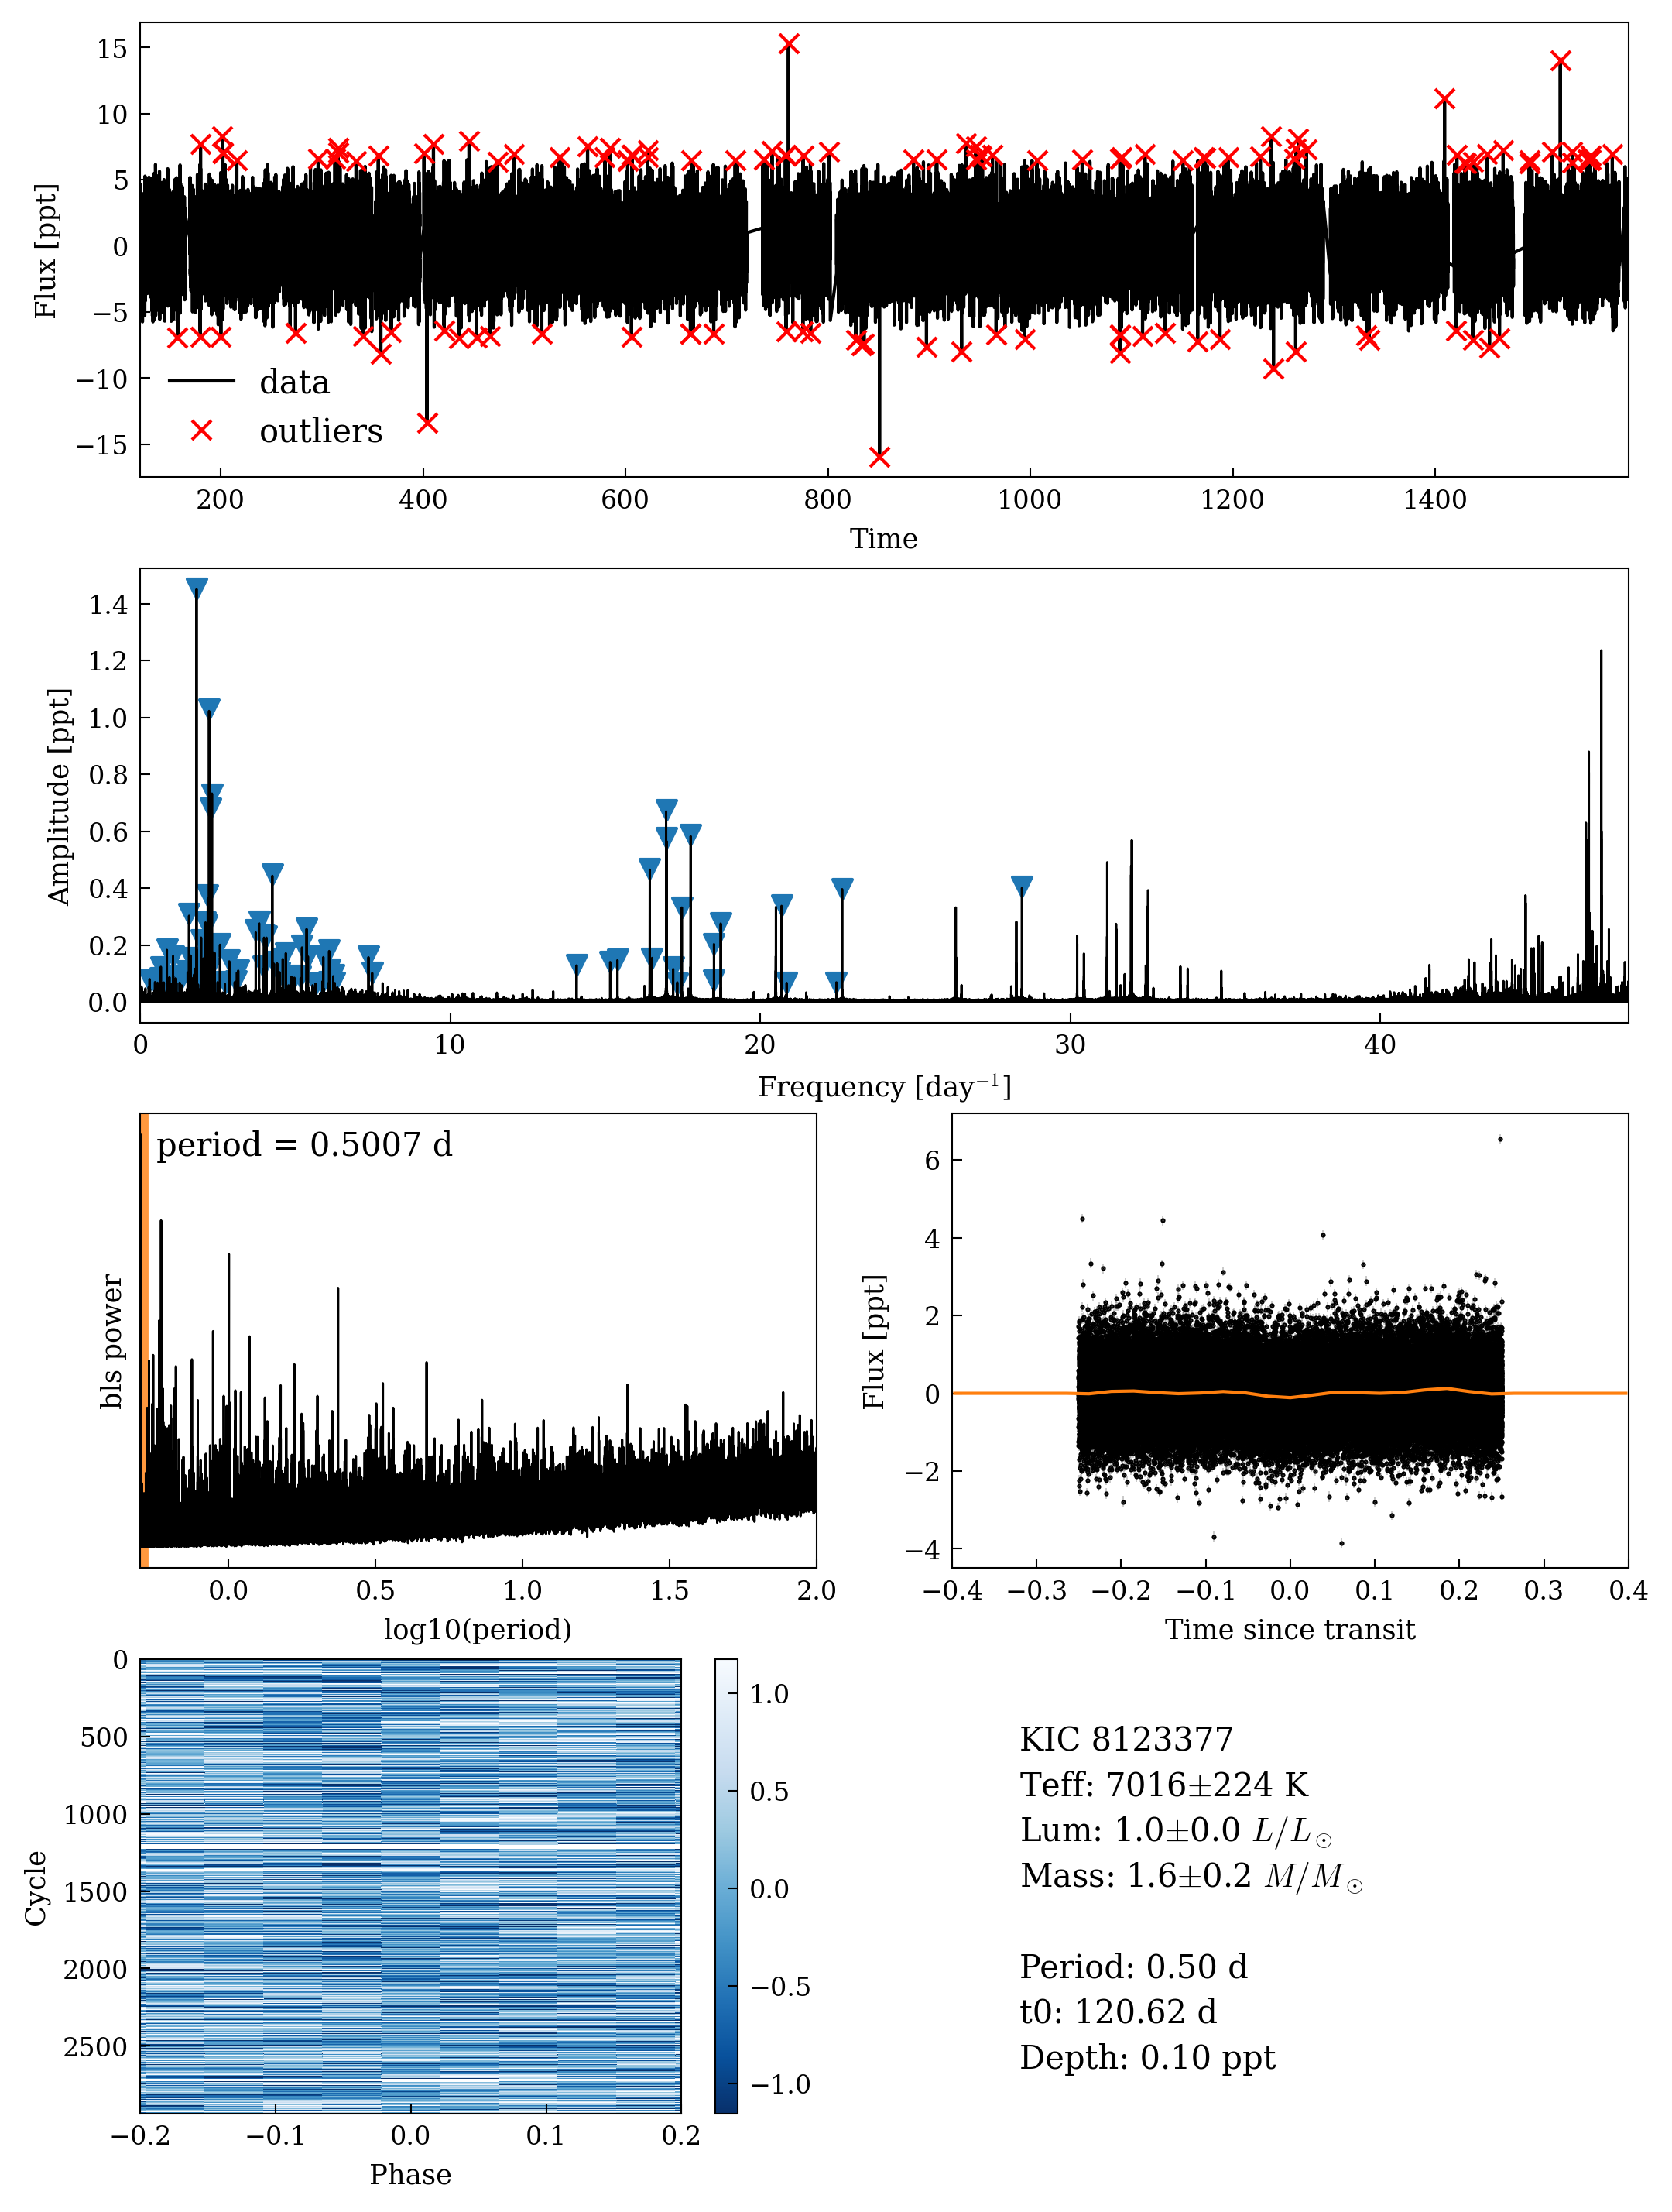 15
10
5
0
−5
−10
−15
Flux [ppt]
data
outliers
200 400 600 800 1000 1200 1400
Time
1.4
1.2
1.0
0.8
0.6
0.4
0.2
0.0
Amplitude [ppt]
0 10 20 30 40
Frequency [day⁻¹]
period = 0.5007 d
bls power
0.0 0.5 1.0 1.5 2.0
log10(period)
6
4
2
0
−2
−4
Flux [ppt]
−0.4 −0.3 −0.2 −0.1 0.0 0.1 0.2 0.3 0.4
Time since transit
0
500
1000
1500
2000
2500
Cycle
−0.2 −0.1 0.0 0.1 0.2
Phase
1.0
0.5
0.0
−0.5
−1.0
KIC 8123377
Teff: 7016±224 K
Lum: 1.0±0.0 L/L⊙
Mass: 1.6±0.2 M/M⊙
Period: 0.50 d
t0: 120.62 d
Depth: 0.10 ppt